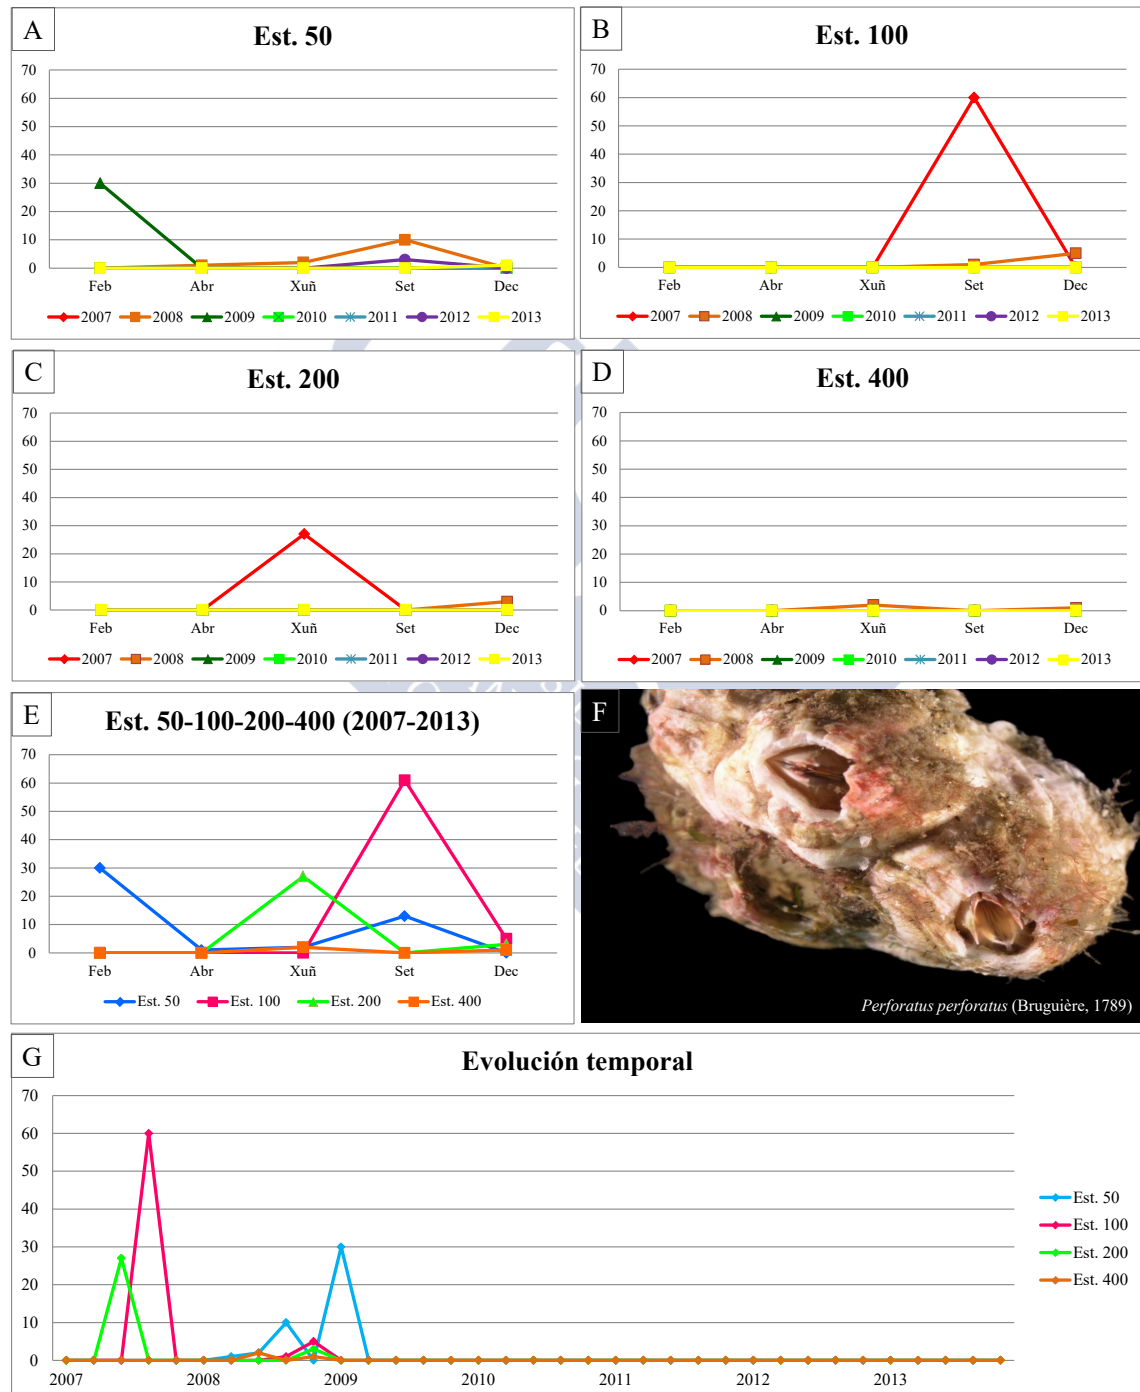 A
Est. 50
70
60
50
40
30
20
10
0
Feb Abr Xuñ Set Dec
2007 2008 2009 2010 2011 2012 2013
B
Est. 100
70
60
50
40
30
20
10
0
Feb Abr Xuñ Set Dec
2007 2008 2009 2010 2011 2012 2013
C
Est. 200
70
60
50
40
30
20
10
0
Feb Abr Xuñ Set Dec
2007 2008 2009 2010 2011 2012 2013
D
Est. 400
70
60
50
40
30
20
10
0
Feb Abr Xuñ Set Dec
2007 2008 2009 2010 2011 2012 2013
E
Est. 50-100-200-400 (2007-2013)
70
60
50
40
30
20
10
0
Feb Abr Xuñ Set Dec
Est. 50 Est. 100 Est. 200 Est. 400
F
Perforatus perforatus (Bruguière, 1789)
G
Evolución temporal
70
60
50
40
30
20
10
0
2007 2008 2009 2010 2011 2012 2013
Est. 50
Est. 100
Est. 200
Est. 400